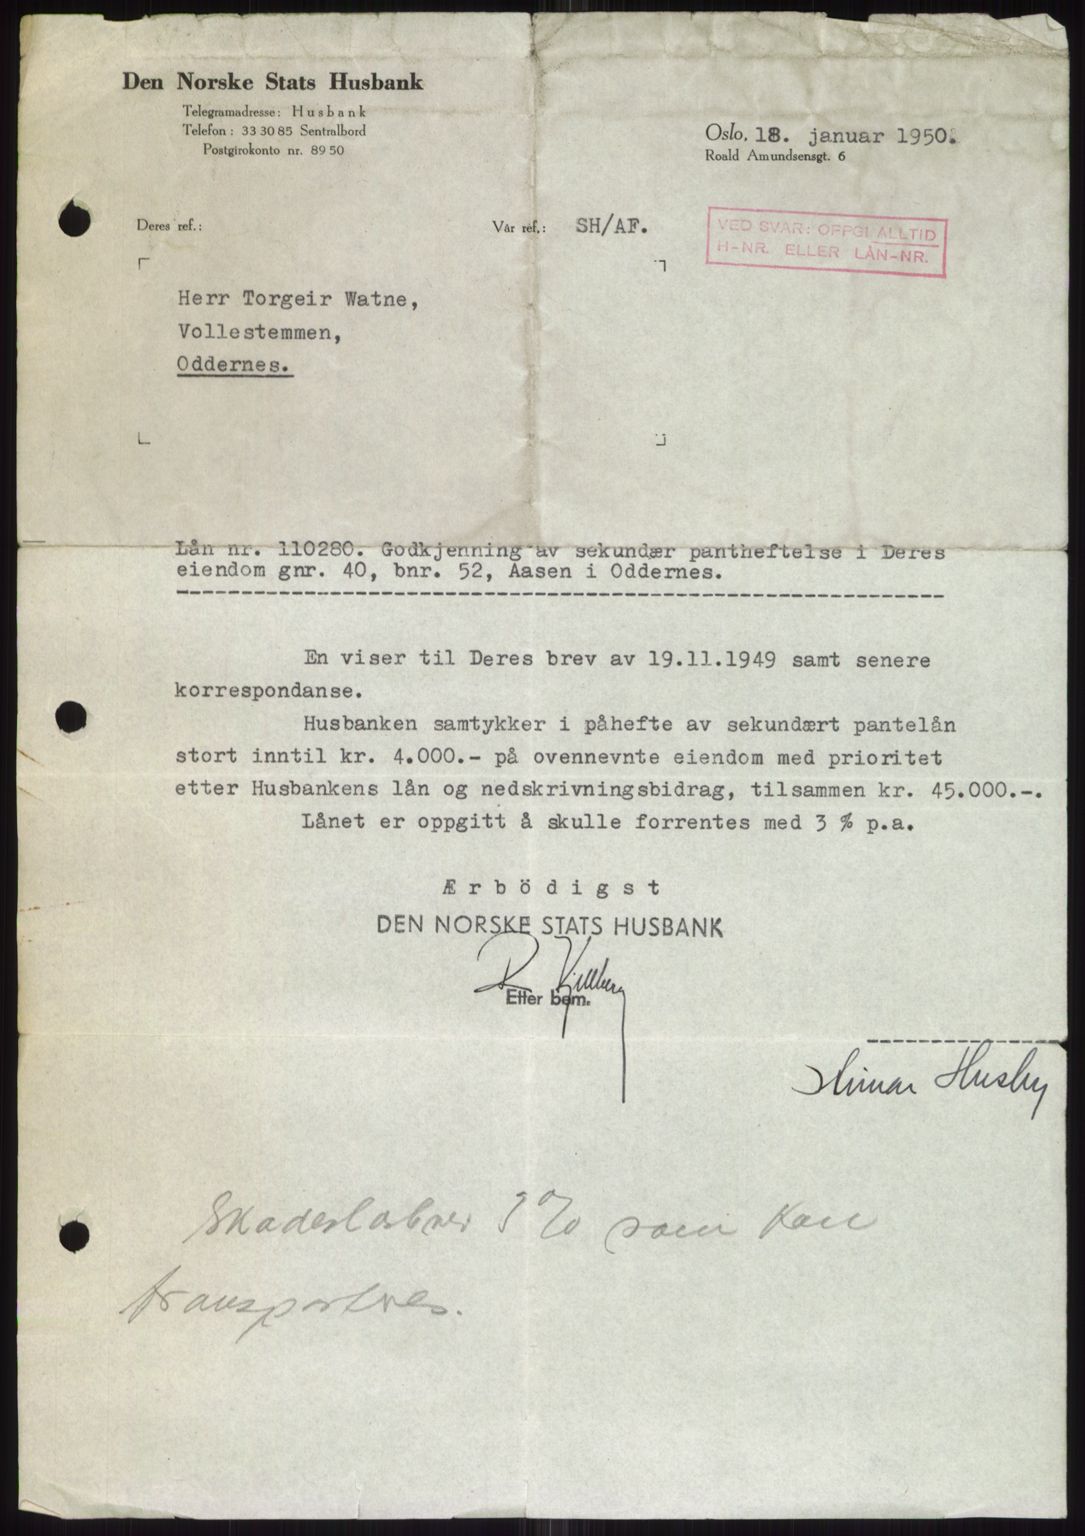 Den Norske Stats Husbank
Telegramadresse: Husbank
Telefon: 33 30 85 Sentralbord
Postgirokonto nr. 89 50
Oslo, 18. januar 1950.
Roald Amundsensgt. 6
Deres ref.:
Vår ref.: SH/AF.
VED SVAR: OPPGI ALLTID
H-NR. ELLER LÅN-NR.
Herr Torgeir Watne,
Vollestemmen,
Oddernes.
Lån nr. 110280. Godkjenning av sekundær pantheftelse i Deres
eiendom gnr. 40, bnr. 52, Aasen i Oddernes.
En viser til Deres brev av 19.11.1949 samt senere
korrespondanse.
Husbanken samtykker i påhefte av sekundært pantelån
stort inntil kr. 4.000.- på ovennevnte eiendom med prioritet
etter Husbankens lån og nedskrivningsbidrag, tilsammen kr. 45.000.-.
Lånet er oppgitt å skulle forrentes med 3 % p.a.
Ærbödigst
DEN NORSKE STATS HUSBANK
R
Etter bem.
Husby
% som kan
transporteres.